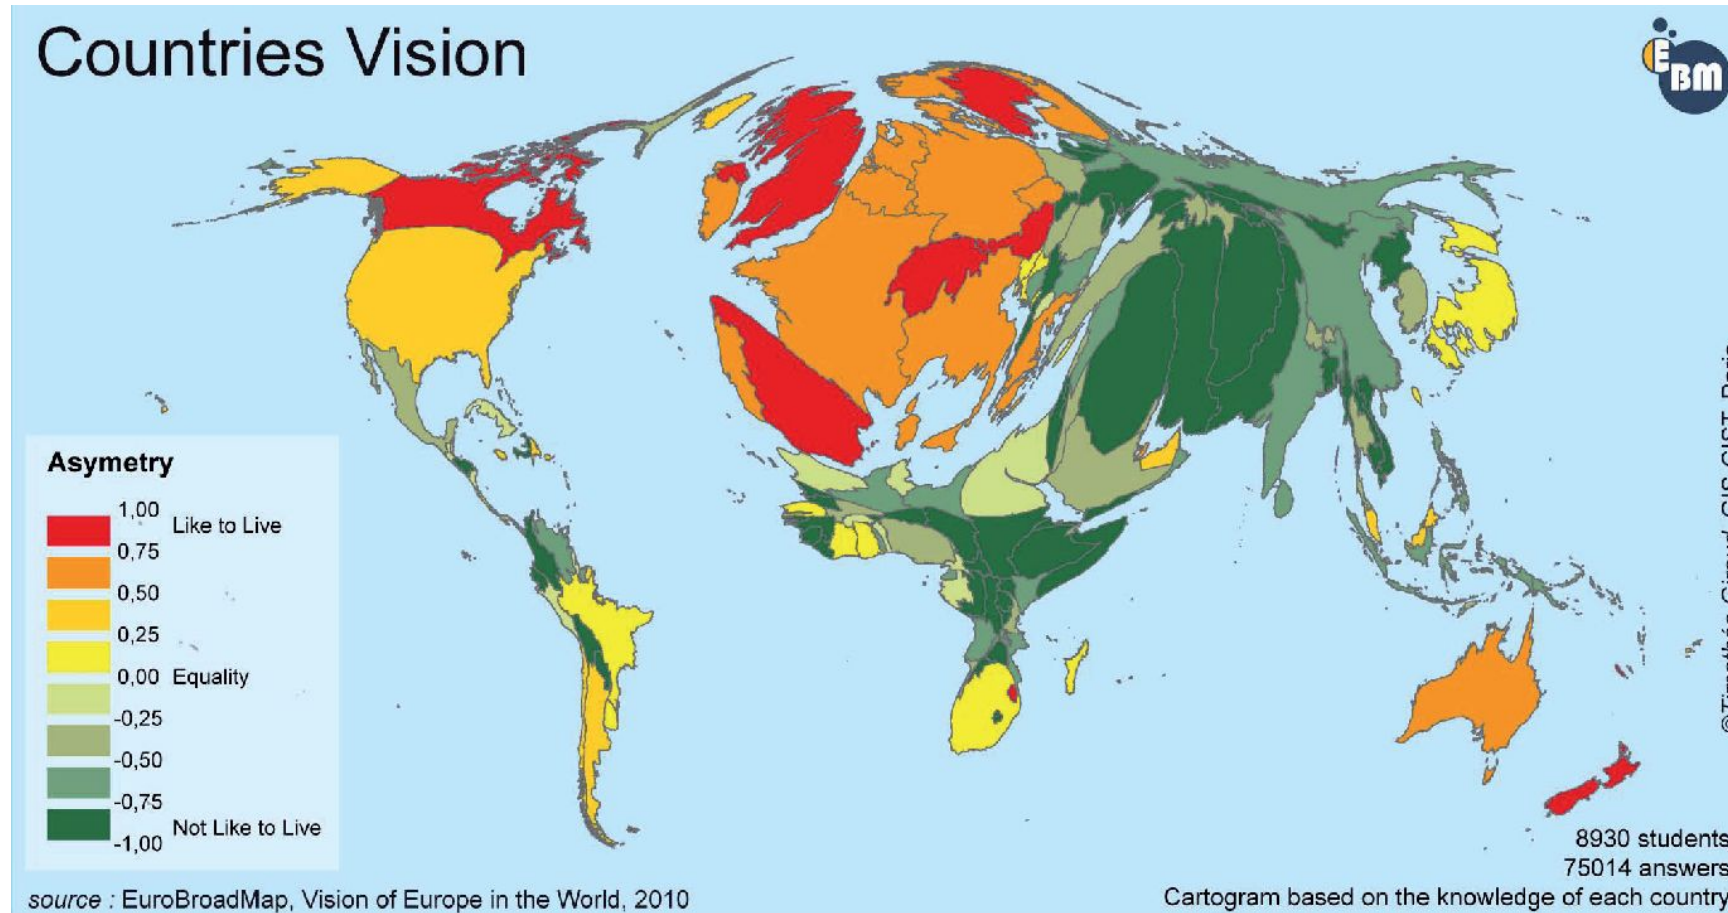 Countries Vision
EBM
Asymetry
1,00
Like to Live
0,75
0,50
0,25
0,00 Equality
-0,25
-0,50
-0,75
Not Like to Live
-1,00
8930 students
75014 answers
Cartogram based on the knowledge of each country
source : EuroBroadMap, Vision of Europe in the World, 2010